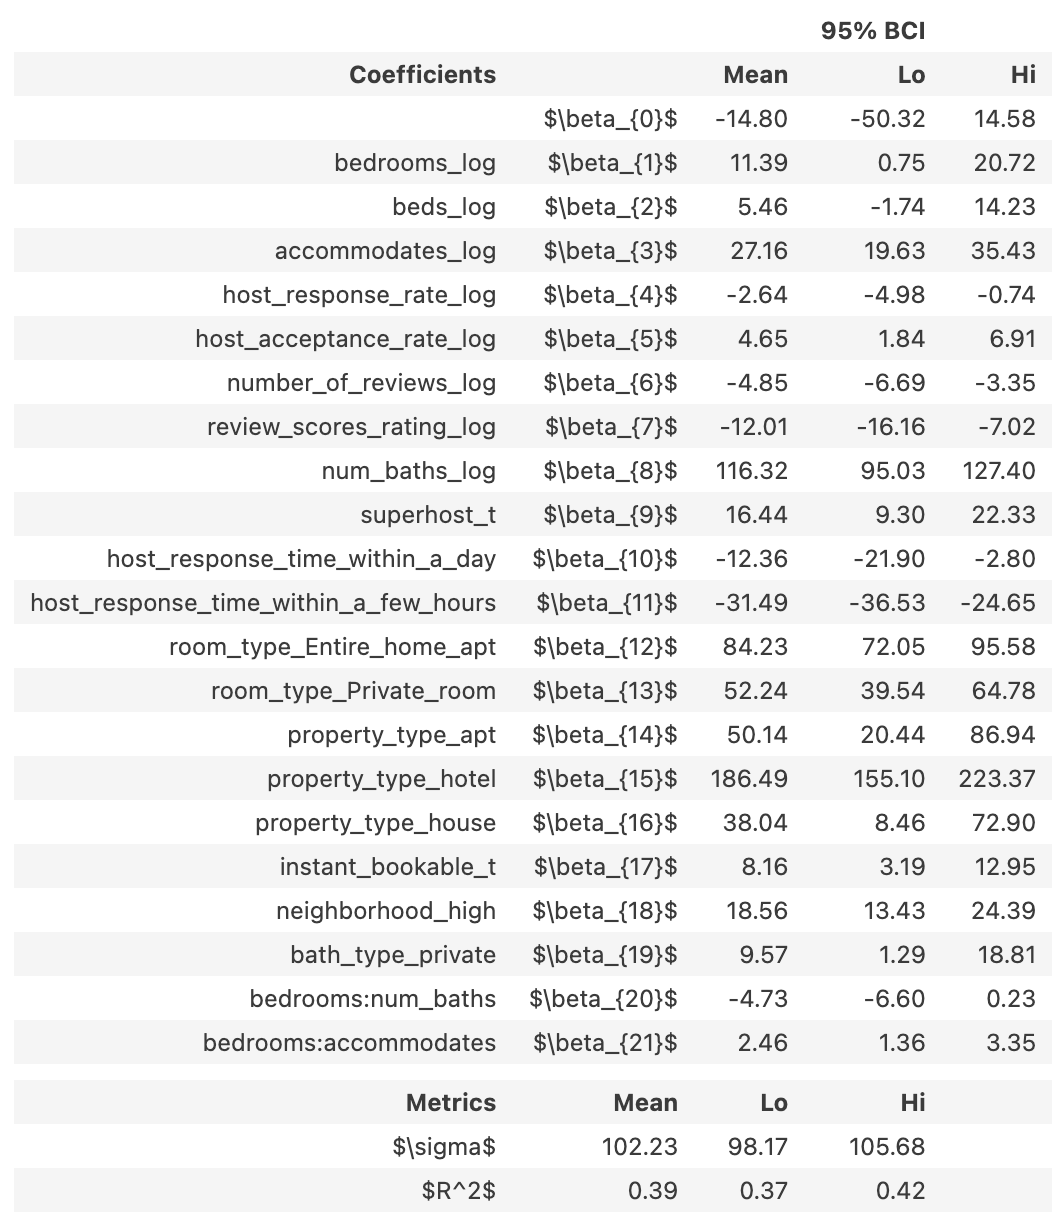 95% BCI
Coefficients Mean Lo Hi
$\beta_{0}$ -14.80 -50.32 14.58
bedrooms_log $\beta_{1}$ 11.39 0.75 20.72
beds_log $\beta_{2}$ 5.46 -1.74 14.23
accommodates_log $\beta_{3}$ 27.16 19.63 35.43
host_response_rate_log $\beta_{4}$ -2.64 -4.98 -0.74
host_acceptance_rate_log $\beta_{5}$ 4.65 1.84 6.91
number_of_reviews_log $\beta_{6}$ -4.85 -6.69 -3.35
review_scores_rating_log $\beta_{7}$ -12.01 -16.16 -7.02
num_baths_log $\beta_{8}$ 116.32 95.03 127.40
superhost_t $\beta_{9}$ 16.44 9.30 22.33
host_response_time_within_a_day $\beta_{10}$ -12.36 -21.90 -2.80
host_response_time_within_a_few_hours $\beta_{11}$ -31.49 -36.53 -24.65
room_type_Entire_home_apt $\beta_{12}$ 84.23 72.05 95.58
room_type_Private_room $\beta_{13}$ 52.24 39.54 64.78
property_type_apt $\beta_{14}$ 50.14 20.44 86.94
property_type_hotel $\beta_{15}$ 186.49 155.10 223.37
property_type_house $\beta_{16}$ 38.04 8.46 72.90
instant_bookable_t $\beta_{17}$ 8.16 3.19 12.95
neighborhood_high $\beta_{18}$ 18.56 13.43 24.39
bath_type_private $\beta_{19}$ 9.57 1.29 18.81
bedrooms:num_baths $\beta_{20}$ -4.73 -6.60 0.23
bedrooms:accommodates $\beta_{21}$ 2.46 1.36 3.35
Metrics Mean Lo Hi
$\sigma$ 102.23 98.17 105.68
$R^2$ 0.39 0.37 0.42